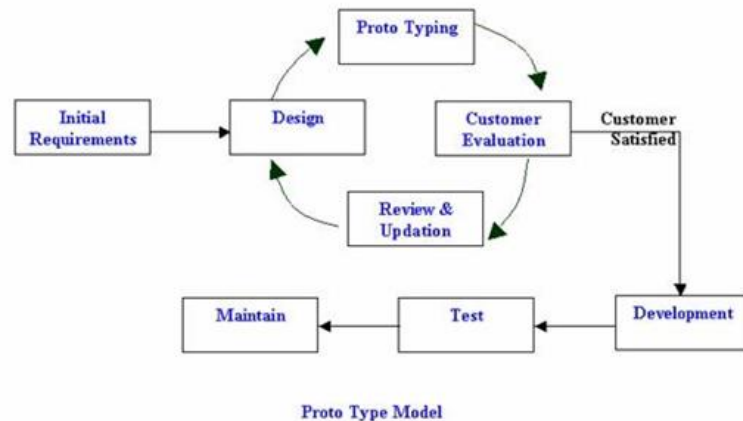 Proto Typing
Initial
Requirements
Design
Customer
Evaluation
Customer
Satisfied
Review &
Updation
Maintain
Test
Development
Proto Type Model